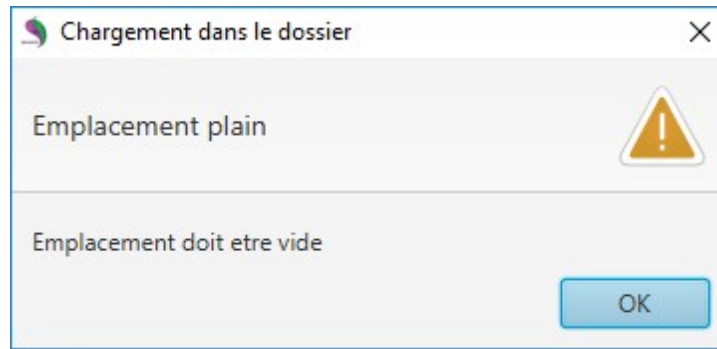 Chargement dans le dossier
Emplacement plain
Emplacement doit etre vide
OK